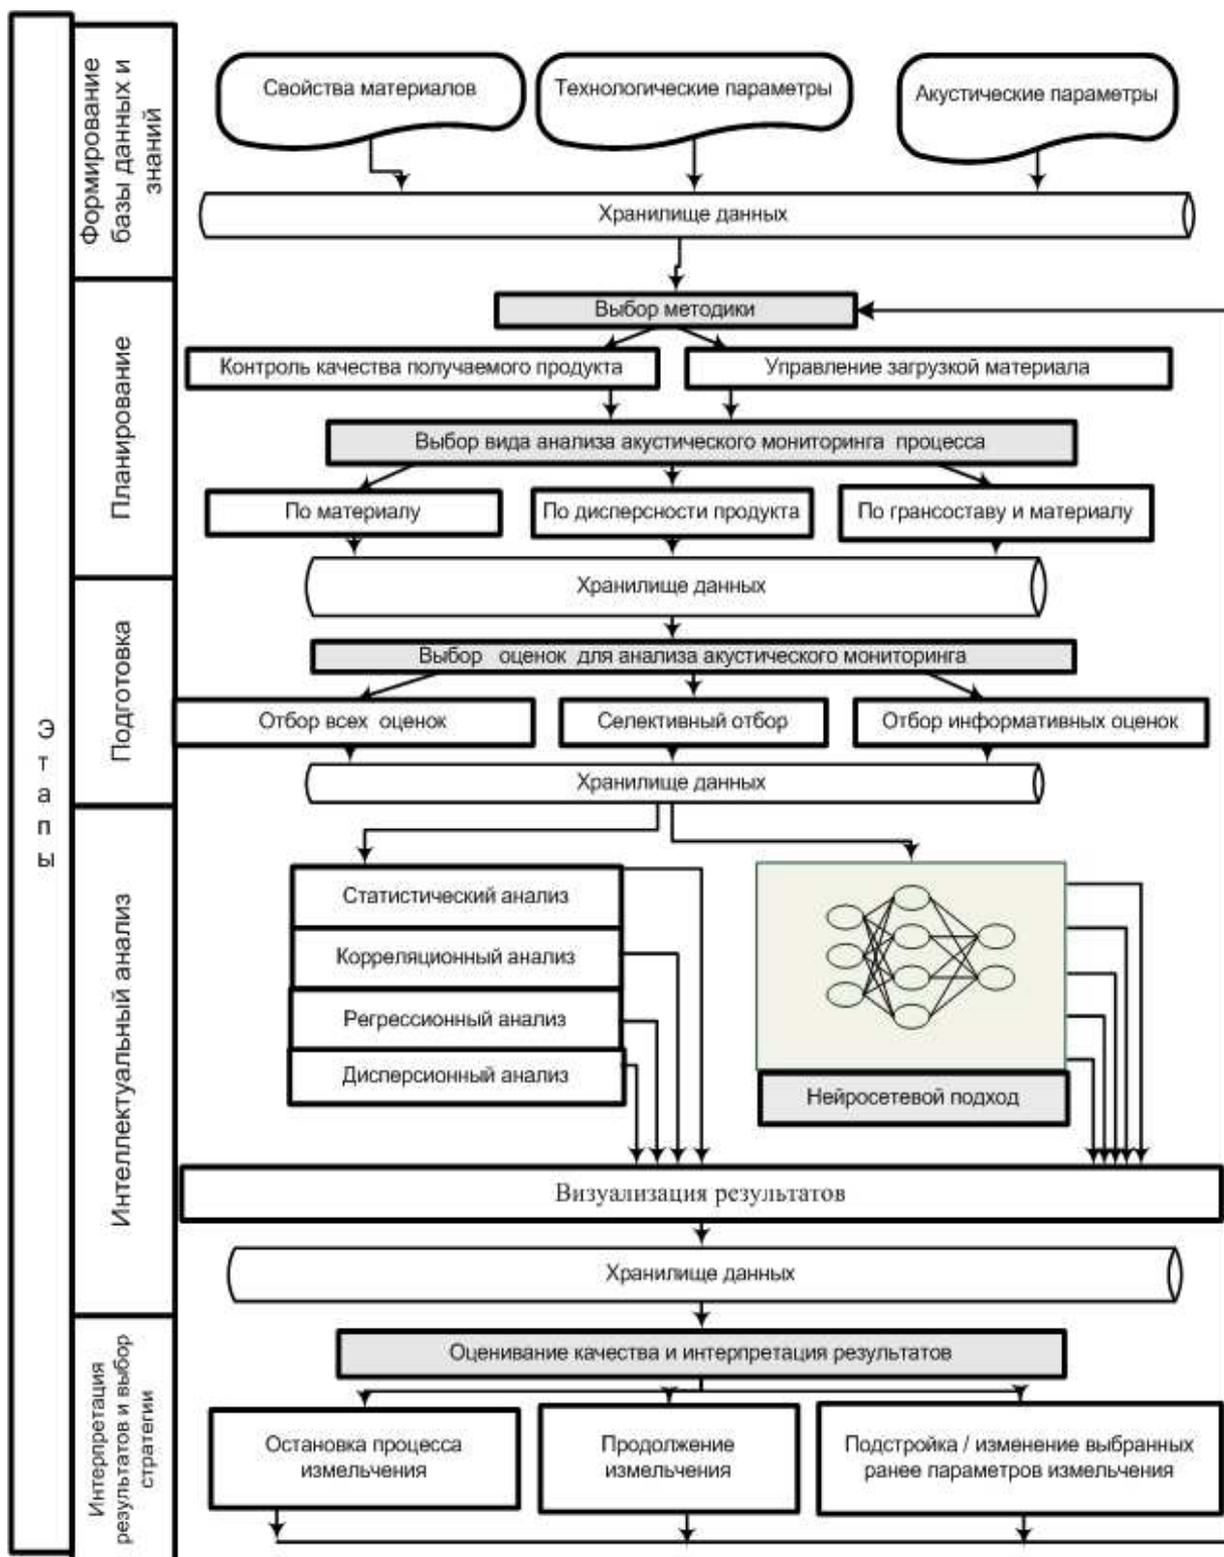 Этапы
Формирование
базы данных и
знаний
Свойства материалов
Технологические параметры
Акустические параметры
Хранилище данных
Планирование
Выбор методики
Контроль качества получаемого продукта
Управление загрузкой материала
Выбор вида анализа акустического мониторинга процесса
По материалу
По дисперсности продукта
По грансоставу и материалу
Хранилище данных
Подготовка
Выбор оценок для анализа акустического мониторинга
Отбор всех оценок
Селективный отбор
Отбор информативных оценок
Хранилище данных
Интеллектуальный анализ
Статистический анализ
Корреляционный анализ
Регрессионный анализ
Дисперсионный анализ
Нейросетевой подход
Визуализация результатов
Хранилище данных
Интерпретация
результатов и выбор
стратегии
Оценивание качества и интерпретация результатов
Остановка процесса
измельчения
Продолжение
измельчения
Подстройка / изменение выбранных
ранее параметров измельчения